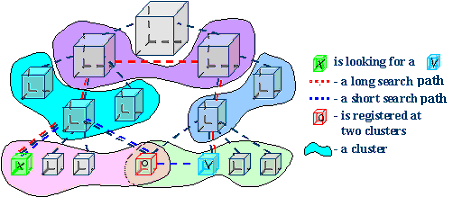 X is looking for a Y
- a long search path
- a short search path
O - is registered at
two clusters
- a cluster
X O Y